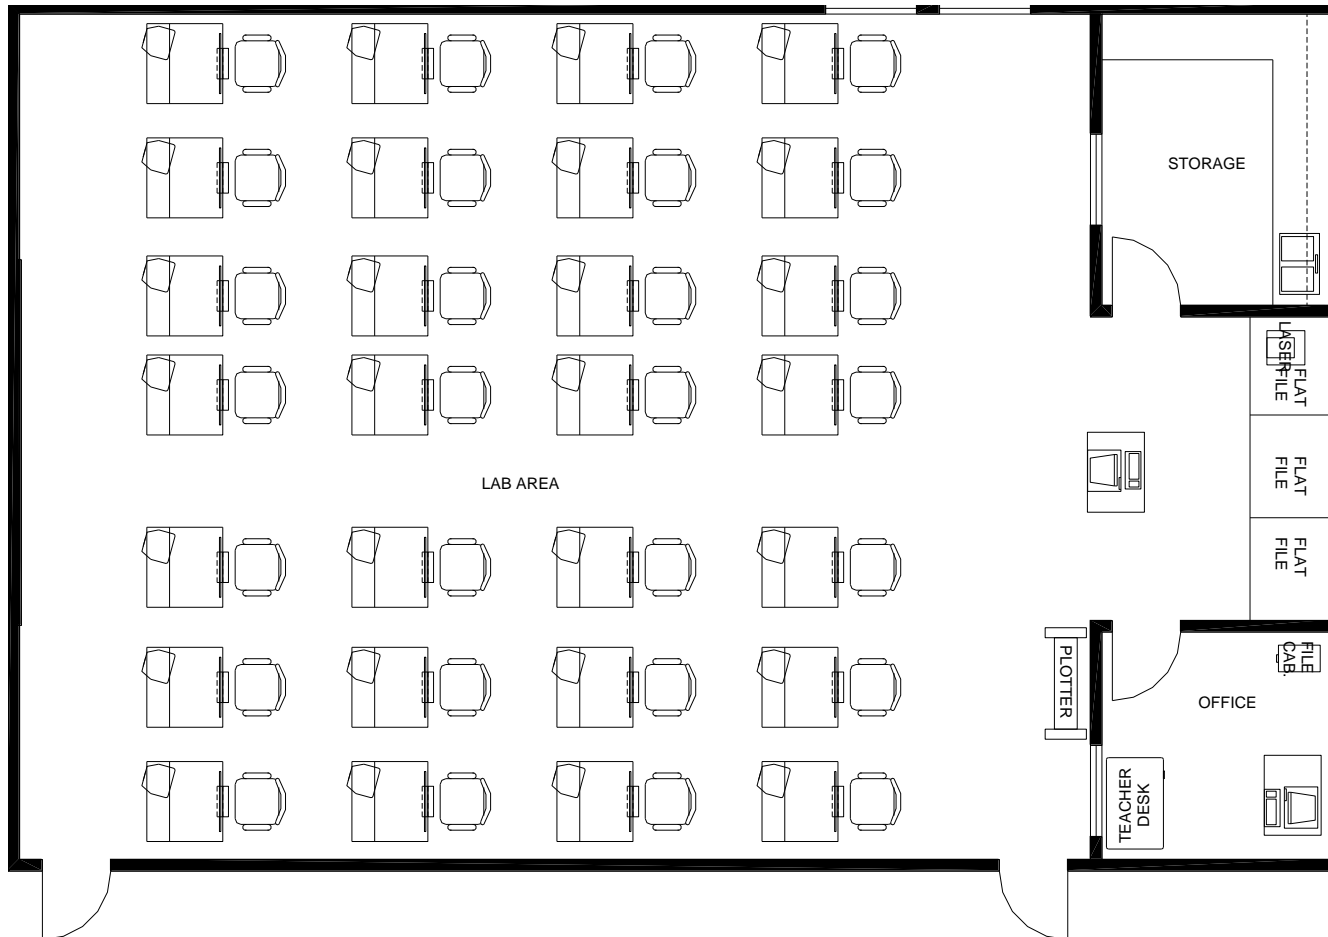 STORAGE
LASER
FLAT
FILE
LAB AREA
FLAT
FILE
FLAT
FILE
PLOTTER
FILE
CAB.
OFFICE
TEACHER
DESK